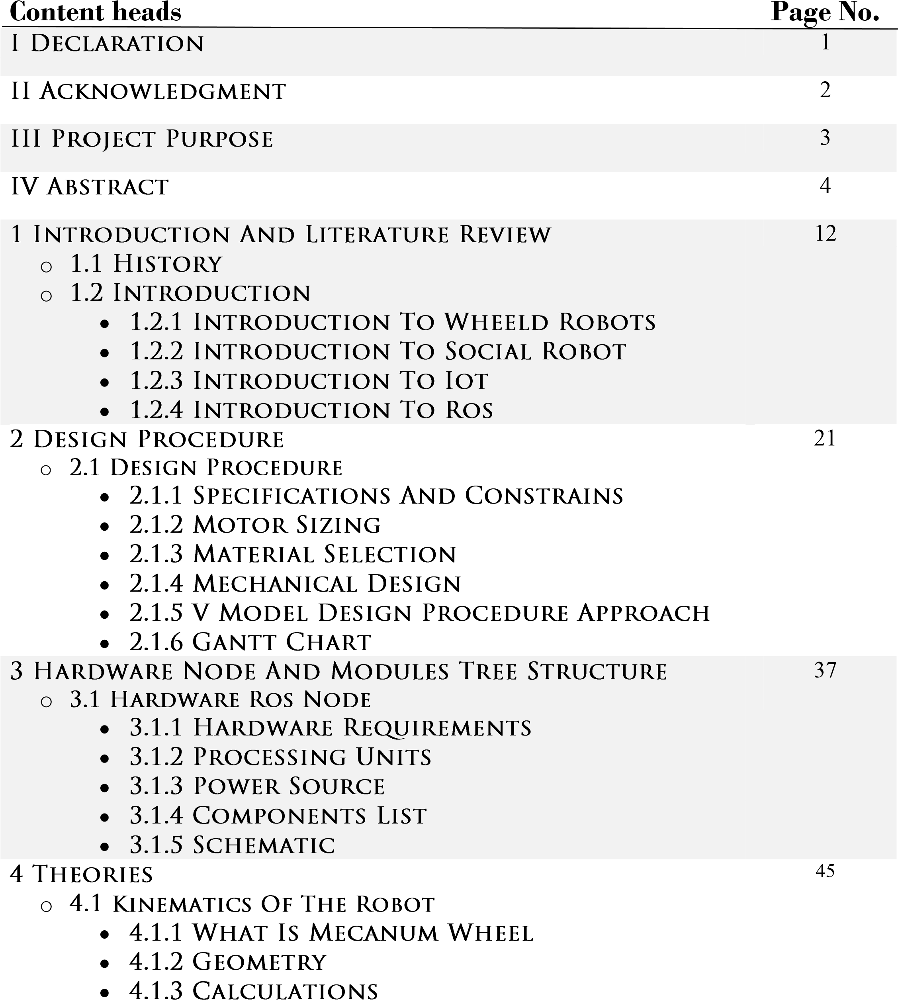 Content heads Page No.
I Declaration 1
II Acknowledgment 2
III Project Purpose 3
IV Abstract 4
1 Introduction And Literature Review 12
○ 1.1 History
○ 1.2 Introduction
• 1.2.1 Introduction To Wheeld Robots
• 1.2.2 Introduction To Social Robot
• 1.2.3 Introduction To Iot
• 1.2.4 Introduction To Ros
2 Design Procedure 21
○ 2.1 Design Procedure
• 2.1.1 Specifications And Constrains
• 2.1.2 Motor Sizing
• 2.1.3 Material Selection
• 2.1.4 Mechanical Design
• 2.1.5 V Model Design Procedure Approach
• 2.1.6 Gantt Chart
3 Hardware Node And Modules Tree Structure 37
○ 3.1 Hardware Ros Node
• 3.1.1 Hardware Requirements
• 3.1.2 Processing Units
• 3.1.3 Power Source
• 3.1.4 Components List
• 3.1.5 Schematic
4 Theories 45
○ 4.1 Kinematics Of The Robot
• 4.1.1 What Is Mecanum Wheel
• 4.1.2 Geometry
• 4.1.3 Calculations